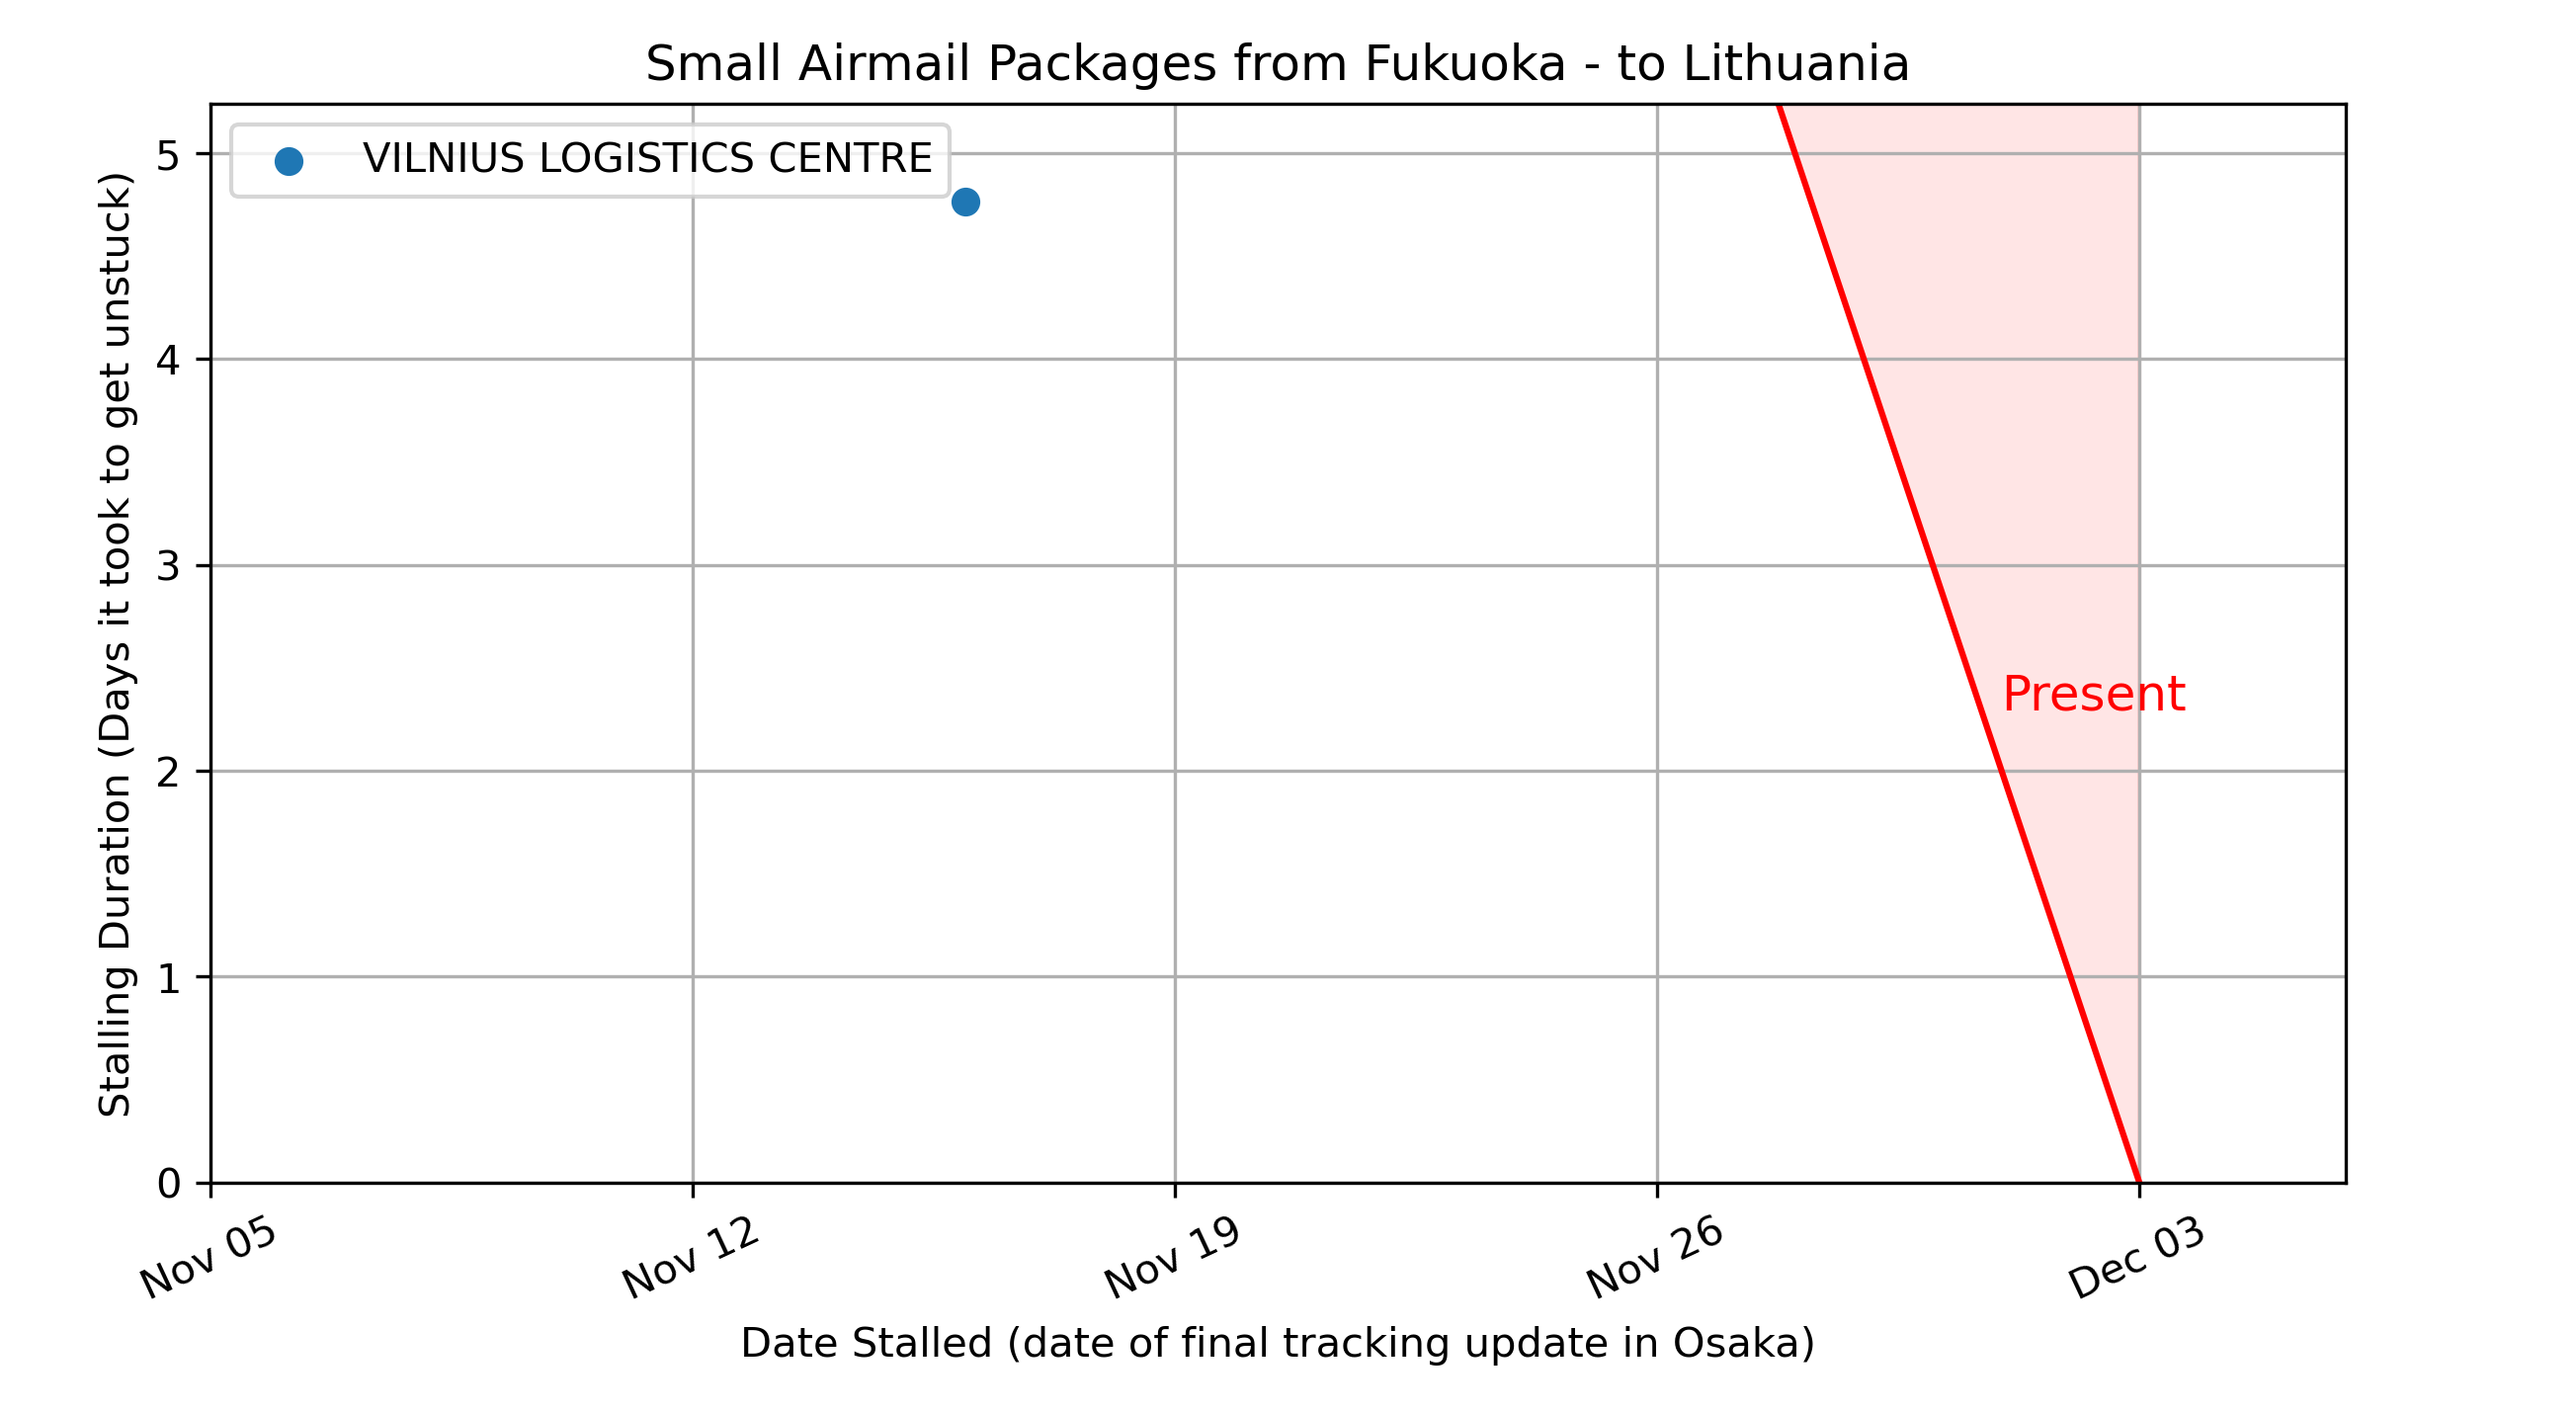 Small Airmail Packages from Fukuoka - to Lithuania
VILNIUS LOGISTICS CENTRE
Stalling Duration (Days it took to get unstuck)
5
4
3
2
1
0
Present
Nov 05
Nov 12
Nov 19
Nov 26
Dec 03
Date Stalled (date of final tracking update in Osaka)